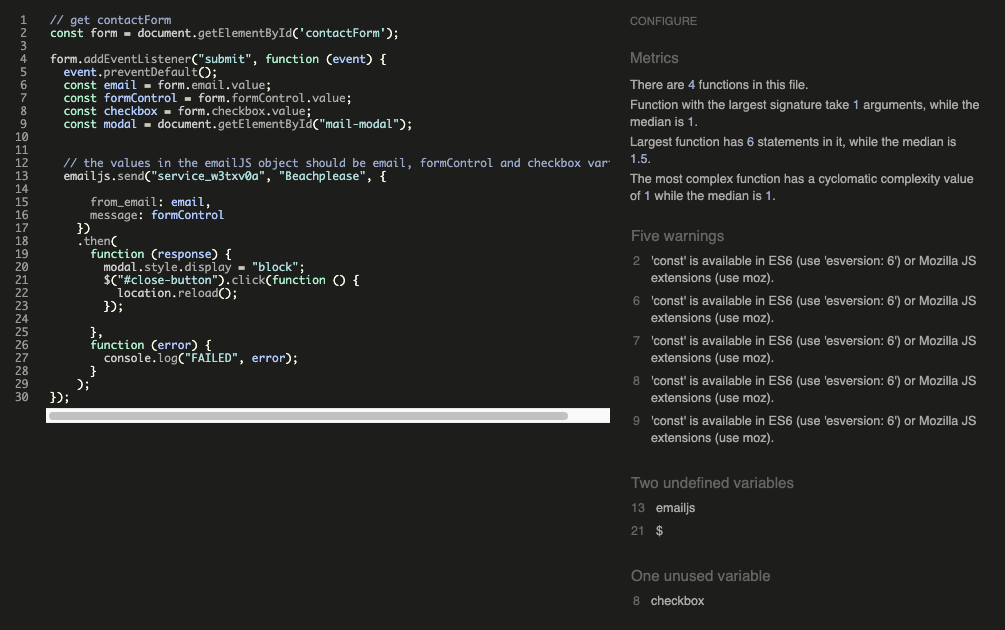 1 // get contactForm
2 const form = document.getElementById('contactForm');
3
4 form.addEventListener("submit", function (event) {
5 event.preventDefault();
6 const email = form.email.value;
7 const formControl = form.formControl.value;
8 const checkbox = form.checkbox.value;
9 const modal = document.getElementById("mail-modal");
10
11
12 // the values in the emailJS object should be email, formControl and checkbox var
13 emailjs.send("service_w3txv0a", "Beachplease", {
14
15 from_email: email,
16 message: formControl
17 })
18 .then(
19 function (response) {
20 modal.style.display = "block";
21 $("#close-button").click(function () {
22 location.reload();
23 });
24
25 },
26 function (error) {
27 console.log("FAILED", error);
28 }
29 );
30 });
CONFIGURE
Metrics
There are 4 functions in this file.
Function with the largest signature take 1 arguments, while the
median is 1.
Largest function has 6 statements in it, while the median is
1.5.
The most complex function has a cyclomatic complexity value
of 1 while the median is 1.
Five warnings
2 'const' is available in ES6 (use 'esversion: 6') or Mozilla JS
extensions (use moz).
6 'const' is available in ES6 (use 'esversion: 6') or Mozilla JS
extensions (use moz).
7 'const' is available in ES6 (use 'esversion: 6') or Mozilla JS
extensions (use moz).
8 'const' is available in ES6 (use 'esversion: 6') or Mozilla JS
extensions (use moz).
9 'const' is available in ES6 (use 'esversion: 6') or Mozilla JS
extensions (use moz).
Two undefined variables
13 emailjs
21 $
One unused variable
8 checkbox